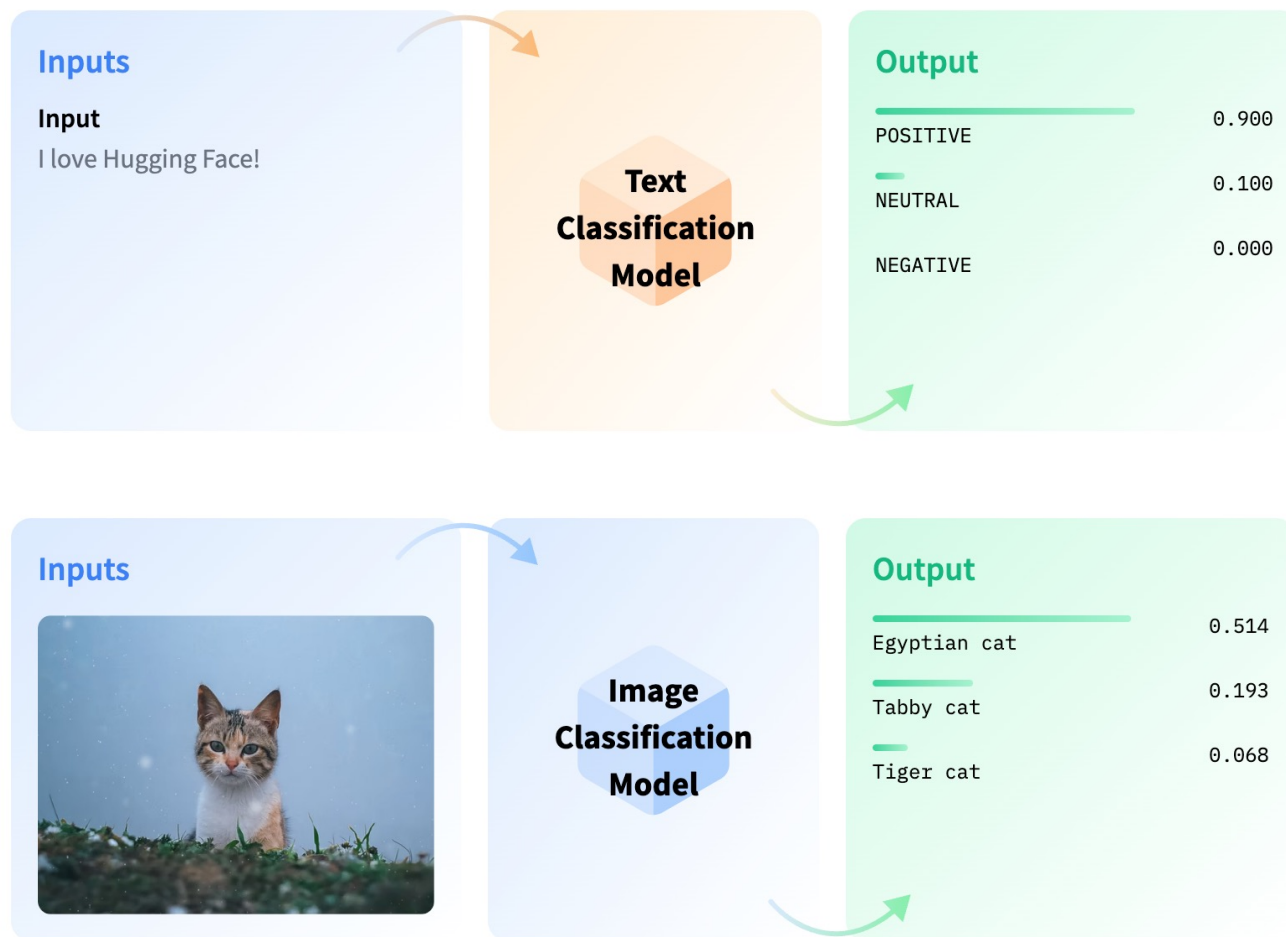 Inputs
Input
I love Hugging Face!
Text
Classification
Model
Output
POSITIVE 0.900
NEUTRAL 0.100
NEGATIVE 0.000
Inputs
Image
Classification
Model
Output
Egyptian cat 0.514
Tabby cat 0.193
Tiger cat 0.068